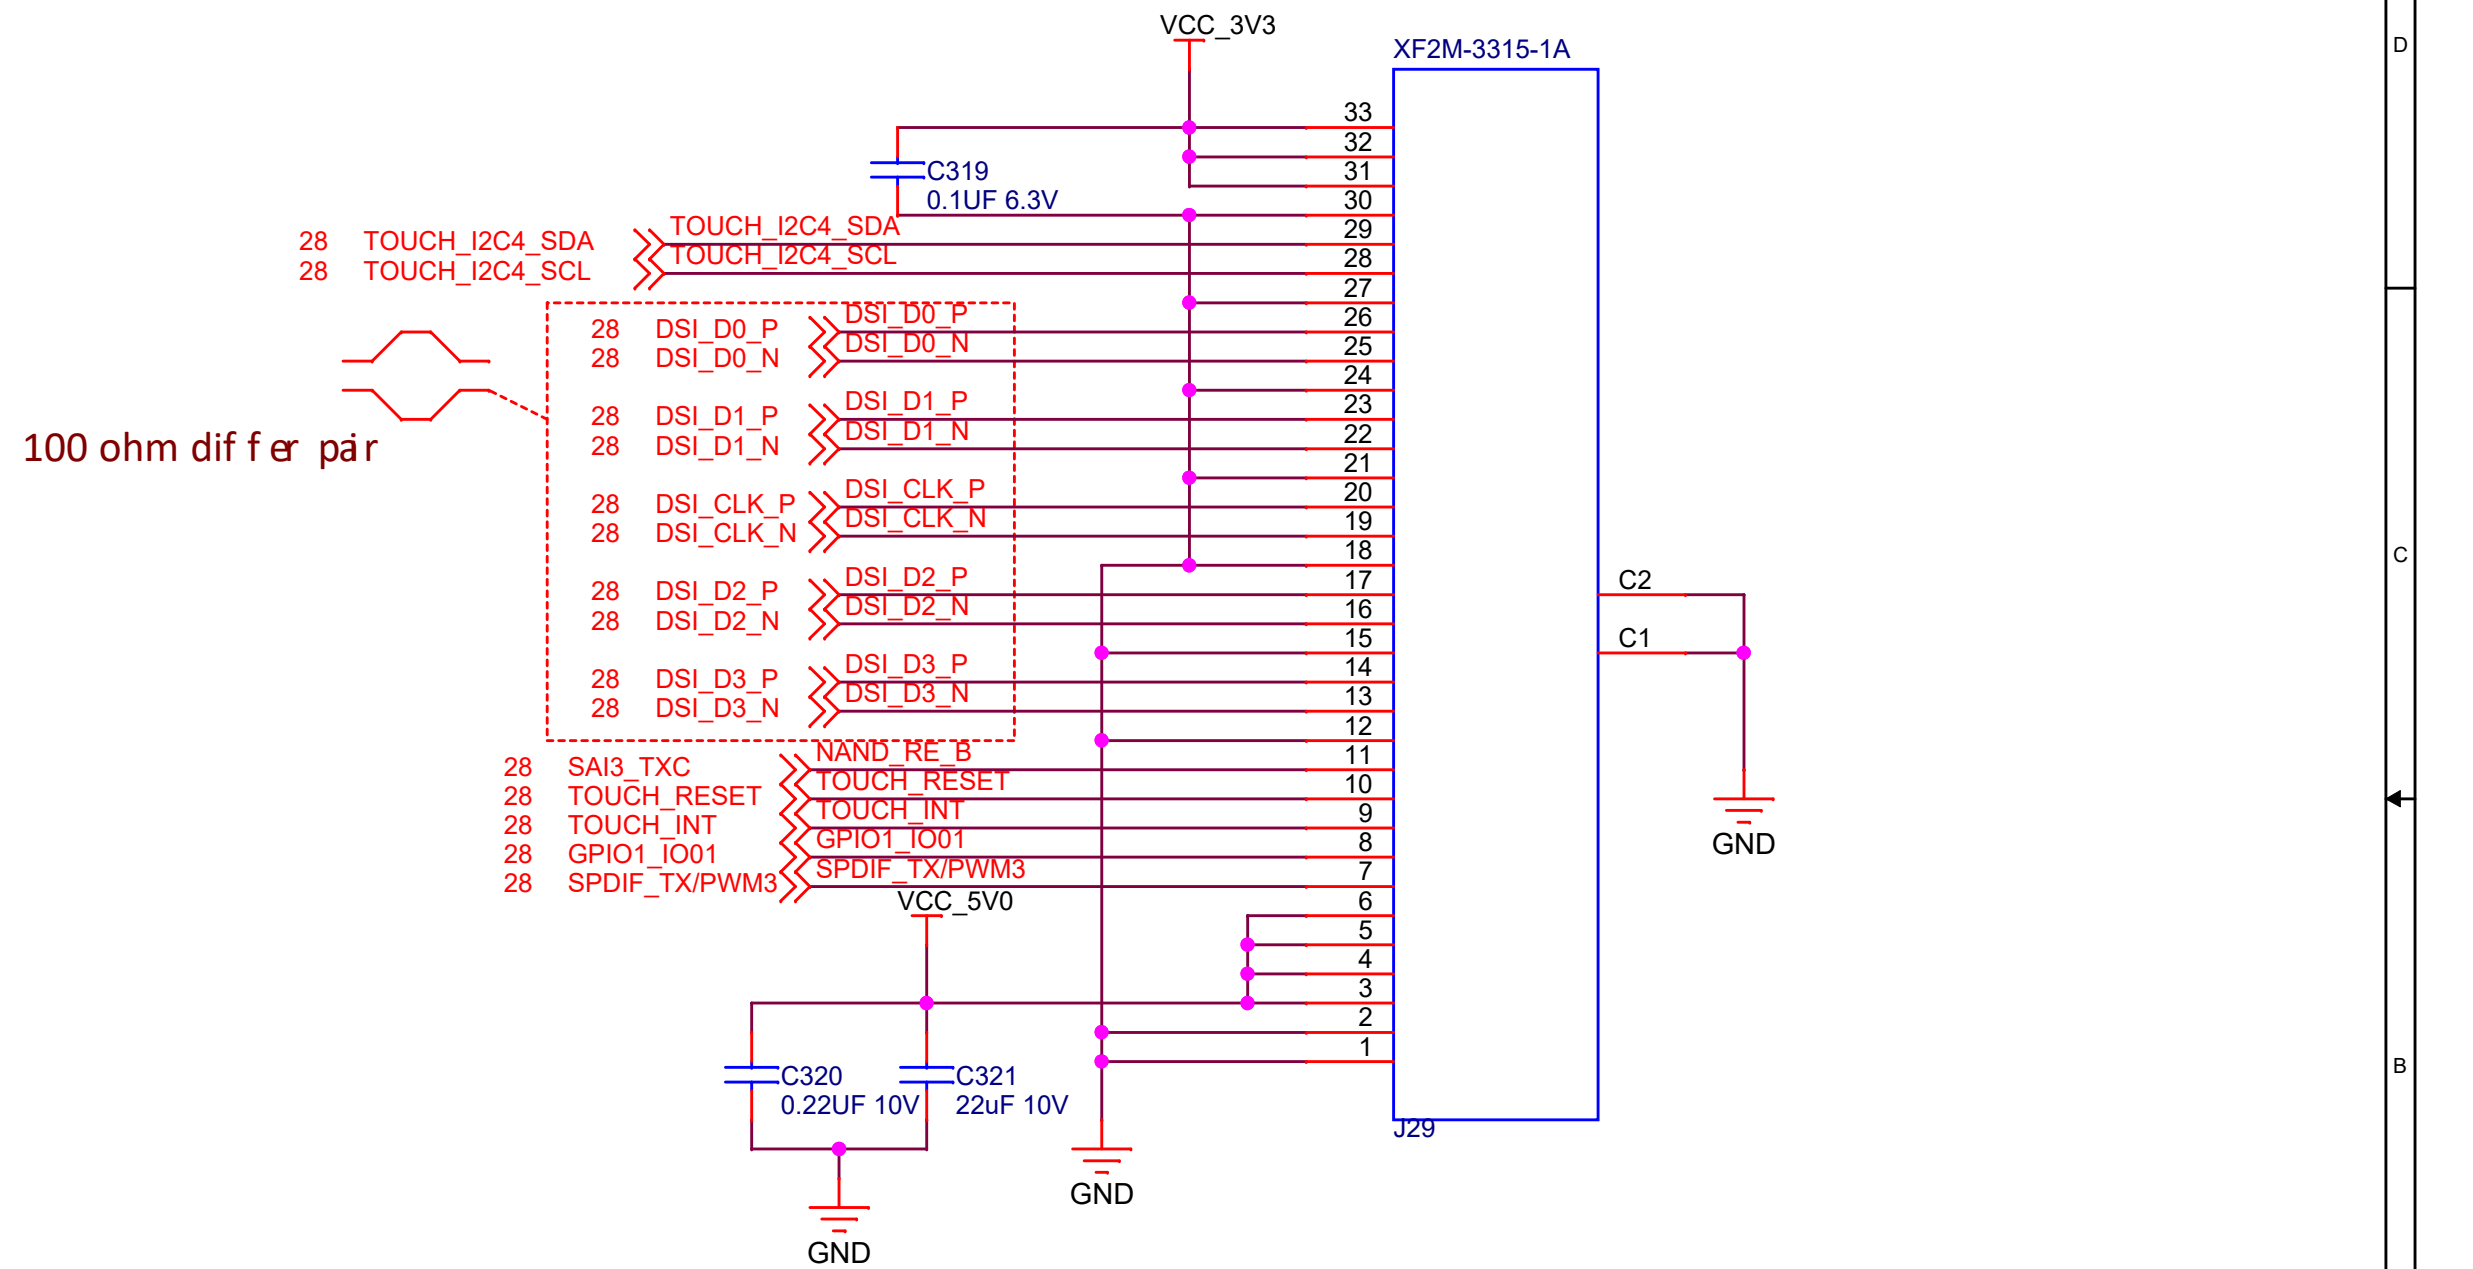 VCC_3V3
XF2M-3315-1A
D
33
32
31
C319
0.1UF 6.3V
30
28 TOUCH_I2C4_SDA TOUCH_I2C4_SDA 29
28 TOUCH_I2C4_SCL TOUCH_I2C4_SCL 28
27
28 DSI_D0_P DSI_D0_P 26
28 DSI_D0_N DSI_D0_N 25
24
28 DSI_D1_P DSI_D1_P 23
28 DSI_D1_N DSI_D1_N 22
100 ohm differ pair
21
28 DSI_CLK_P DSI_CLK_P 20
28 DSI_CLK_N DSI_CLK_N 19
18
C
28 DSI_D2_P DSI_D2_P 17
C2
28 DSI_D2_N DSI_D2_N 16
15
C1
28 DSI_D3_P DSI_D3_P 14
28 DSI_D3_N DSI_D3_N 13
12
28 SAI3_TXC NAND_RE_B 11
28 TOUCH_RESET TOUCH_RESET 10
28 TOUCH_INT TOUCH_INT 9
28 GPIO1_IO01 GPIO1_IO01 8
GND
28 SPDIF_TX/PWM3 SPDIF_TX/PWM3 7
VCC_5V0
6
5
4
3
2
1
C320
0.22UF 10V
C321
22uF 10V
B
J29
GND
GND